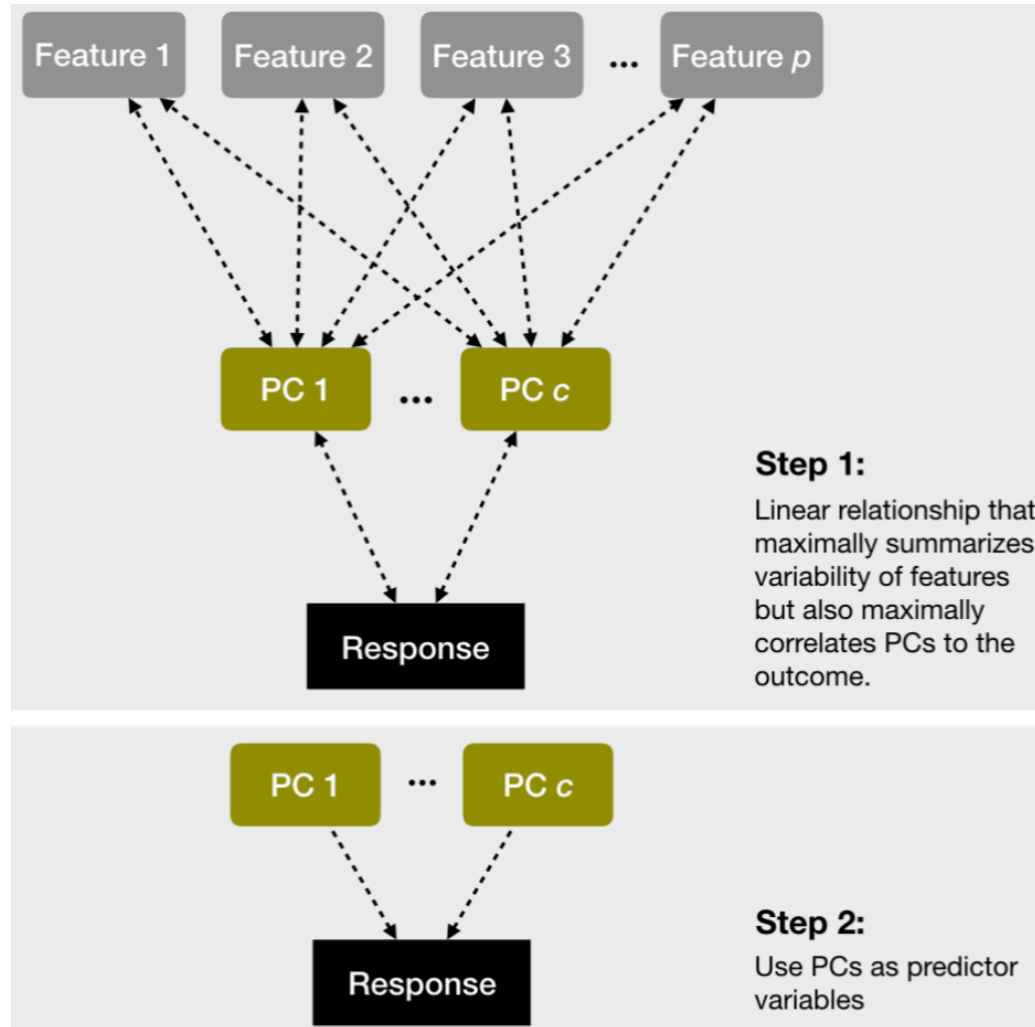 Feature 1 Feature 2 Feature 3 ... Feature p
PC 1 ... PC c
Step 1:
Linear relationship that
maximally summarizes
variability of features
but also maximally
correlates PCs to the
outcome.
Response
PC 1 ... PC c
Step 2:
Use PCs as predictor
variables
Response